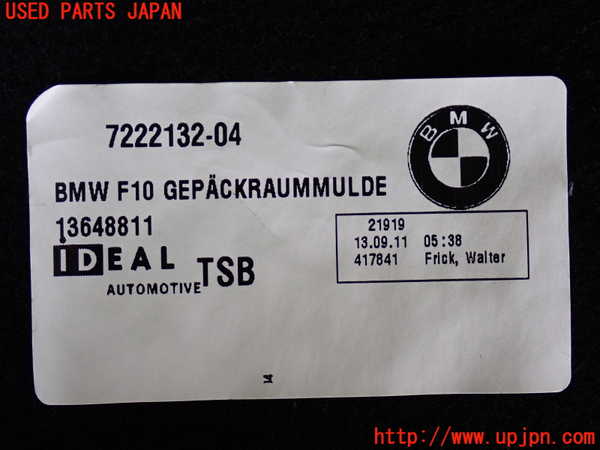 USED PARTS JAPAN
7222132-04
BMW
BMW F10 GEPÄCKRAUMMULDE
13648811
IDEAL TSB
AUTOMOTIVE
21919
13.09.11 05:38
417841 Frick, Walter
14
http://www.upjpn.com/